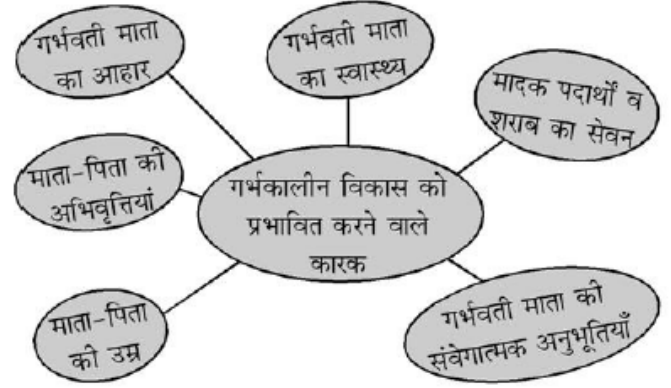 गर्भवती माता
का आहार
गर्भवती माता
का स्वास्थ्य
मादक पदार्थों व
शराब का सेवन
माता-पिता की
अभिवृत्तियां
गर्भकालीन विकास को
प्रभावित करने वाले
कारक
माता-पिता
की उम्र
गर्भवती माता की
संवेगात्मक अनुभूतियाँ